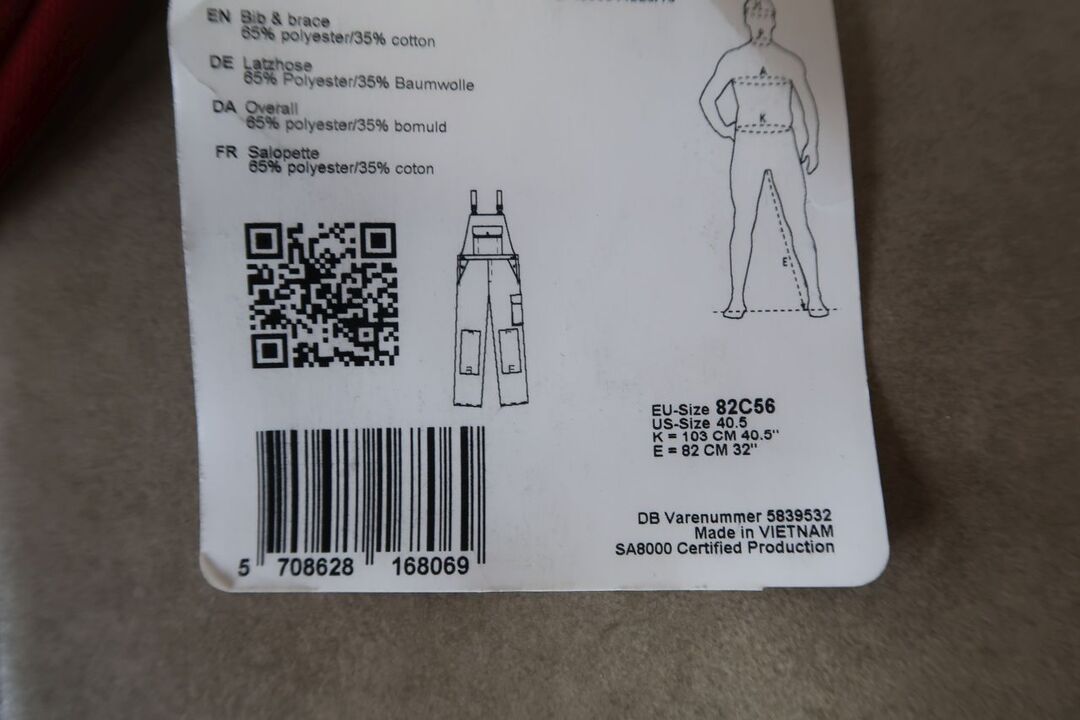 EN Bib & brace
65% polyester/35% cotton
DE Latzhose
65% Polyester/35% Baumwolle
DA Overall
65% polyester/35% bomuld
FR Salopette
65% polyester/35% coton
A
K
E
EU-Size 82C56
US-Size 40.5
K = 103 CM 40.5"
E = 82 CM 32"
DB Varenummer 5839532
Made in VIETNAM
SA8000 Certified Production
5 708628 168069